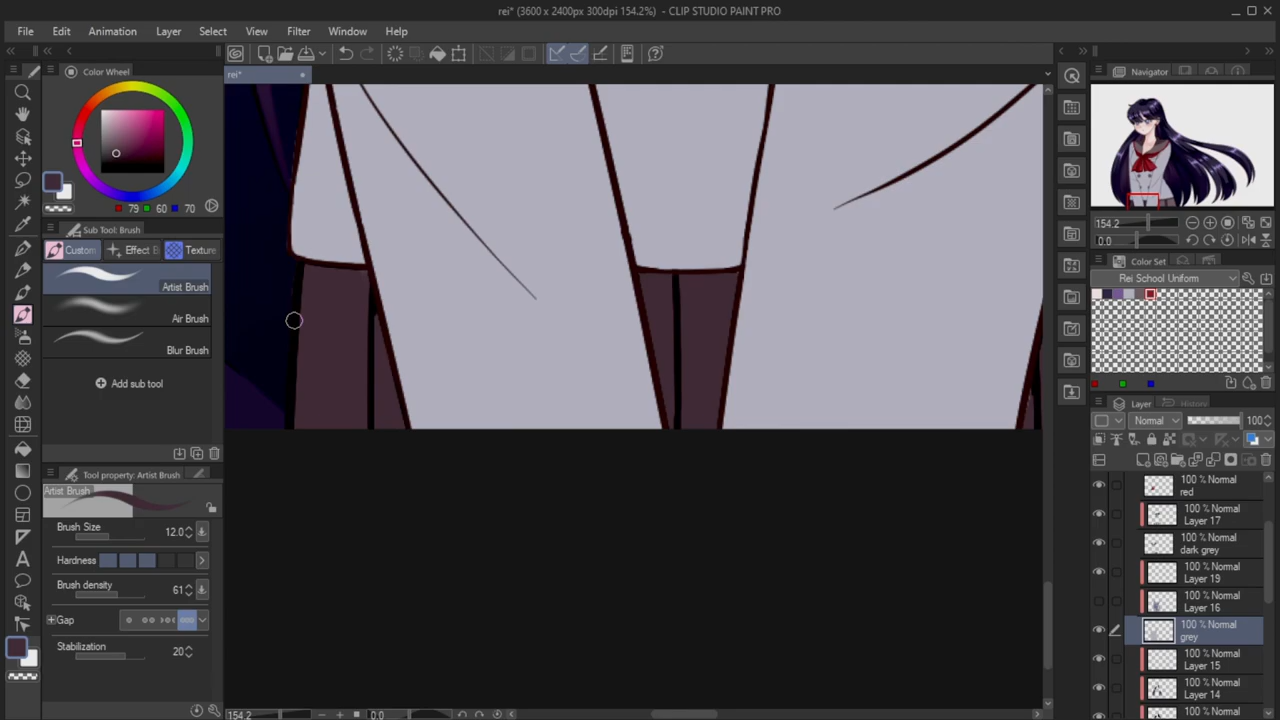 rei* (3600 x 2400px 300dpi 154.2%) - CLIP STUDIO PAINT PRO
File Edit Animation Layer Select View Filter Window Help
rei*
Color Wheel
79 60 70
Sub Tool: Brush
Custom Effect B Texture
Artist Brush
Air Brush
Blur Brush
Add sub tool
Tool property: Artist Brush
Artist Brush
Brush Size 12.0
Hardness
Brush density 61
Gap
Stabilization 20
154.2 0.0
Navigator
154.2
0.0
Color Set
Rei School Uniform
Layer History
Normal 100
100 % Normal
red
100 % Normal
Layer 17
100 % Normal
dark grey
100 % Normal
Layer 19
100 % Normal
Layer 16
100 % Normal
grey
100 % Normal
Layer 15
100 % Normal
Layer 14